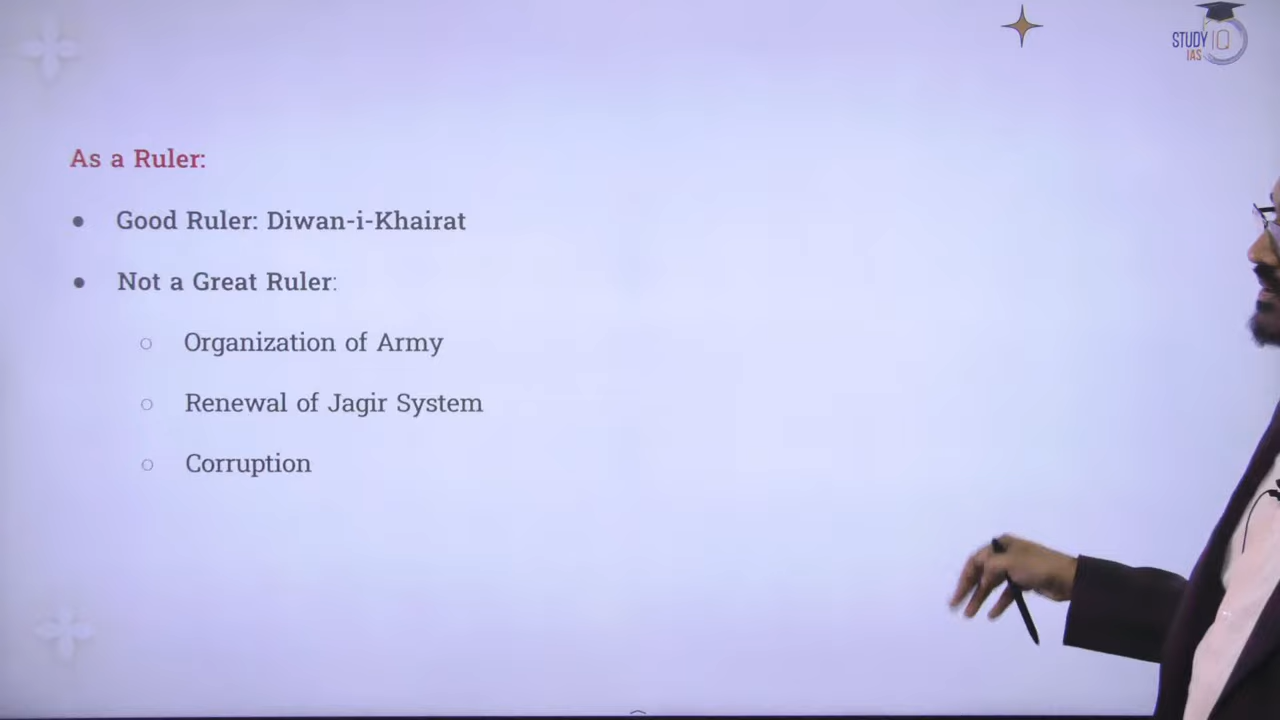 STUDY IQ
IAS
As a Ruler:
● Good Ruler: Diwan-i-Khairat
● Not a Great Ruler:
○ Organization of Army
○ Renewal of Jagir System
○ Corruption